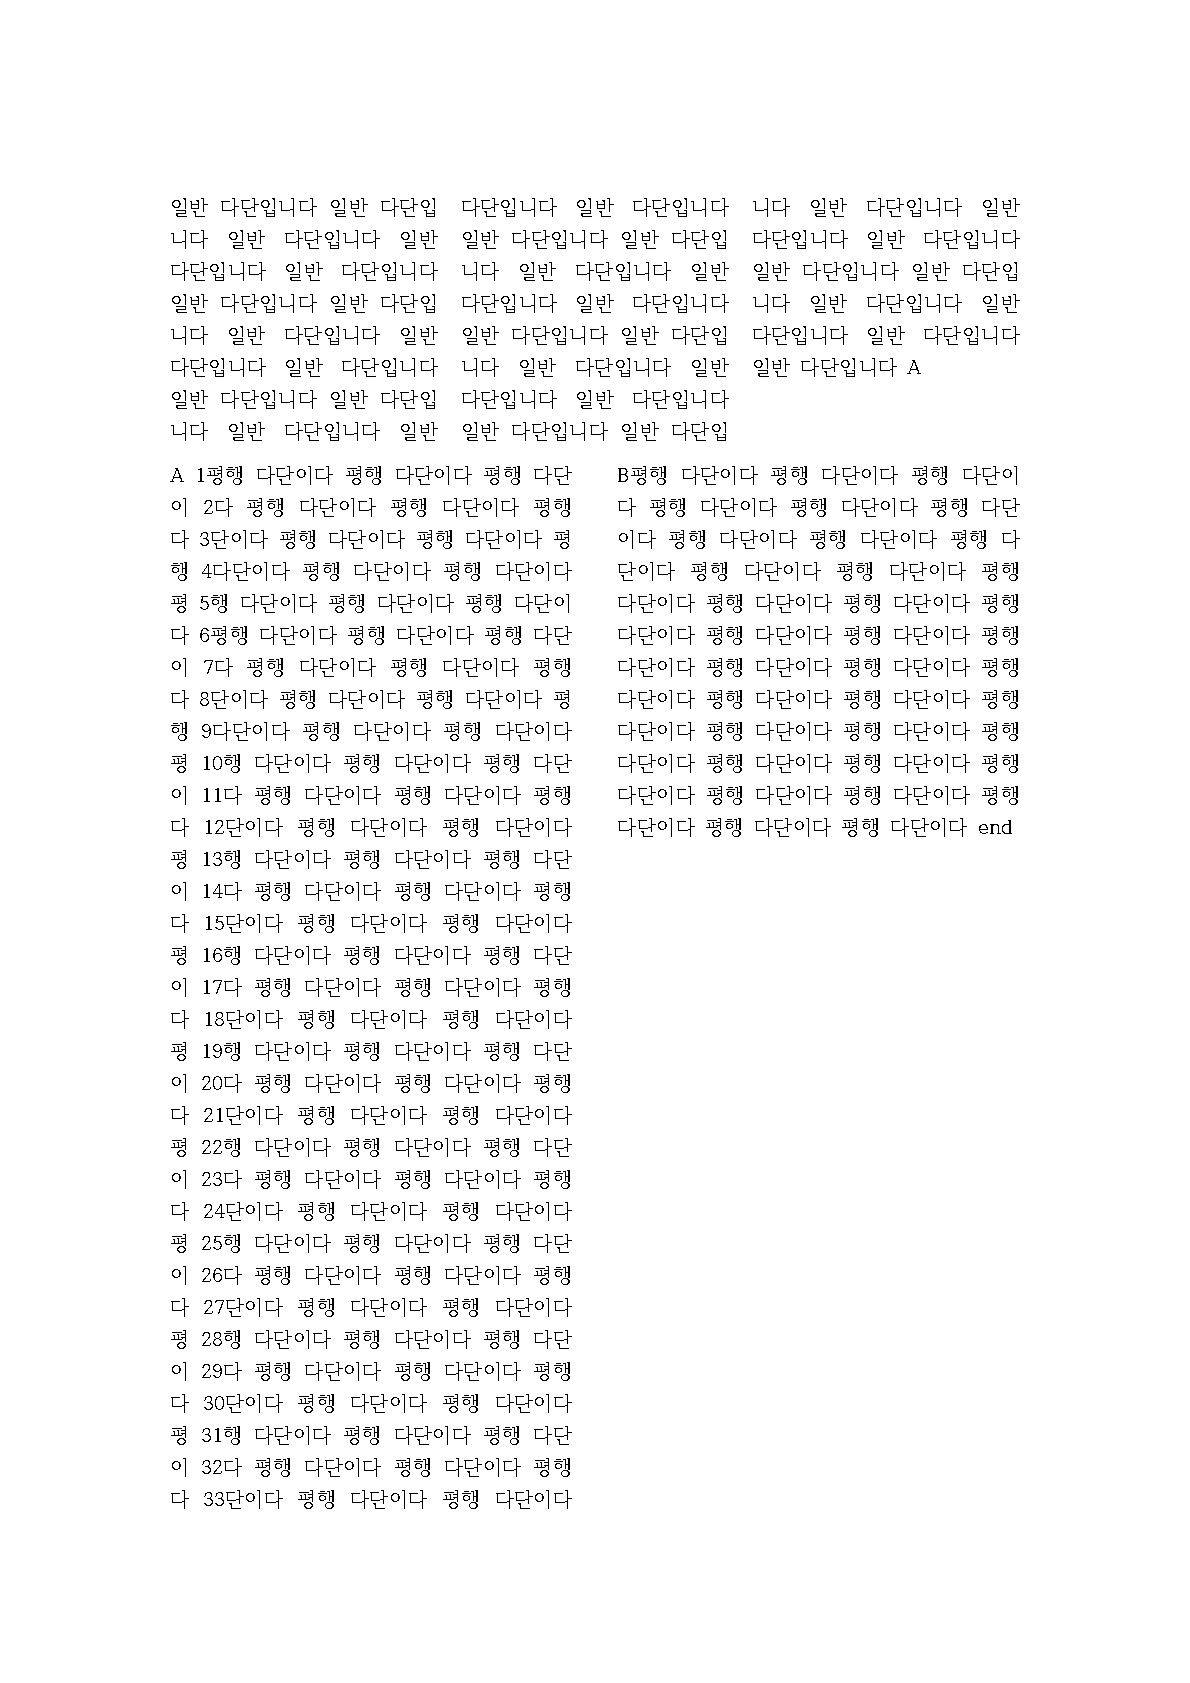 일반 다단입니다 일반 다단입
니다 일반 다단입니다 일반
다단입니다 일반 다단입니다
일반 다단입니다 일반 다단입
니다 일반 다단입니다 일반
다단입니다 일반 다단입니다
일반 다단입니다 일반 다단입
니다 일반 다단입니다 일반
다단입니다 일반 다단입니다
일반 다단입니다 일반 다단입
니다 일반 다단입니다 일반
다단입니다 일반 다단입니다
일반 다단입니다 일반 다단입
니다 일반 다단입니다 일반
다단입니다 일반 다단입니다
일반 다단입니다 일반 다단입
니다 일반 다단입니다 일반
다단입니다 일반 다단입니다
일반 다단입니다 일반 다단입
니다 일반 다단입니다 일반
다단입니다 일반 다단입니다
일반 다단입니다 A
A 1평행 다단이다 평행 다단이다 평행 다단
이 2다 평행 다단이다 평행 다단이다 평행
다 3단이다 평행 다단이다 평행 다단이다 평
행 4다단이다 평행 다단이다 평행 다단이다
평 5행 다단이다 평행 다단이다 평행 다단이
다 6평행 다단이다 평행 다단이다 평행 다단
이 7다 평행 다단이다 평행 다단이다 평행
다 8단이다 평행 다단이다 평행 다단이다 평
행 9다단이다 평행 다단이다 평행 다단이다
평 10행 다단이다 평행 다단이다 평행 다단
이 11다 평행 다단이다 평행 다단이다 평행
다 12단이다 평행 다단이다 평행 다단이다
평 13행 다단이다 평행 다단이다 평행 다단
이 14다 평행 다단이다 평행 다단이다 평행
다 15단이다 평행 다단이다 평행 다단이다
평 16행 다단이다 평행 다단이다 평행 다단
이 17다 평행 다단이다 평행 다단이다 평행
다 18단이다 평행 다단이다 평행 다단이다
평 19행 다단이다 평행 다단이다 평행 다단
이 20다 평행 다단이다 평행 다단이다 평행
다 21단이다 평행 다단이다 평행 다단이다
평 22행 다단이다 평행 다단이다 평행 다단
이 23다 평행 다단이다 평행 다단이다 평행
다 24단이다 평행 다단이다 평행 다단이다
평 25행 다단이다 평행 다단이다 평행 다단
이 26다 평행 다단이다 평행 다단이다 평행
다 27단이다 평행 다단이다 평행 다단이다
평 28행 다단이다 평행 다단이다 평행 다단
이 29다 평행 다단이다 평행 다단이다 평행
다 30단이다 평행 다단이다 평행 다단이다
평 31행 다단이다 평행 다단이다 평행 다단
이 32다 평행 다단이다 평행 다단이다 평행
다 33단이다 평행 다단이다 평행 다단이다
B평행 다단이다 평행 다단이다 평행 다단이
다 평행 다단이다 평행 다단이다 평행 다단
이다 평행 다단이다 평행 다단이다 평행 다
단이다 평행 다단이다 평행 다단이다 평행
다단이다 평행 다단이다 평행 다단이다 평행
다단이다 평행 다단이다 평행 다단이다 평행
다단이다 평행 다단이다 평행 다단이다 평행
다단이다 평행 다단이다 평행 다단이다 평행
다단이다 평행 다단이다 평행 다단이다 평행
다단이다 평행 다단이다 평행 다단이다 평행
다단이다 평행 다단이다 평행 다단이다 평행
다단이다 평행 다단이다 평행 다단이다 end